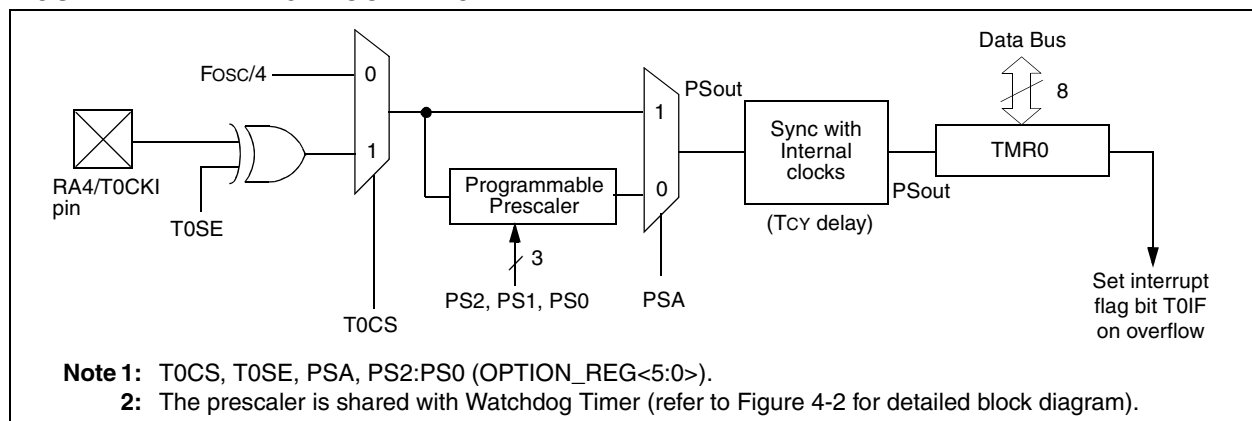 Data Bus
FOSC/4
0
8
PSout
1
1
Sync with
Internal
clocks
TMR0
Programmable
Prescaler
0
RA4/T0CKI
pin
PSout
T0SE
(TCY delay)
3
PS2, PS1, PS0
PSA
T0CS
Set interrupt
flag bit T0IF
on overflow
Note 1: T0CS, T0SE, PSA, PS2:PS0 (OPTION_REG<5:0>).
2: The prescaler is shared with Watchdog Timer (refer to Figure 4-2 for detailed block diagram).